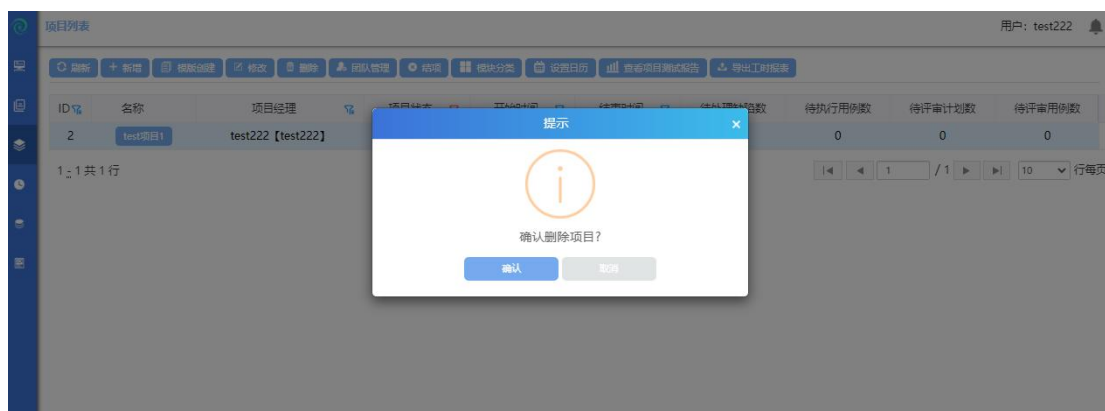 项目列表
用户：test222
刷新 新增 模版创建 修改 删除 团队管理 结项 模块分类 设置日历 查看项目测试报告 导出工时报表
ID 名称 项目经理 待执行用例数 待评审计划数 待评审用例数
提示
2 test项目1 test222【test222】 0 0 0
1 - 1 共 1 行
1 / 1 10 行每页
确认删除项目?
确认 取消